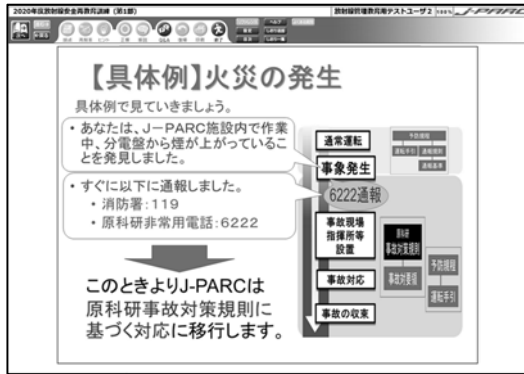 2020年度放射線安全再教育訓練 (第1部)
放射線管理教育用テストユーザ2
100%
J-PARC
Q&A
終了
ヘルプ
【具体例】火災の発生
具体例で見ていきましょう。
・あなたは、J-PARC施設内で作業
中、分電盤から煙が上がっているこ
とを発見しました。
・すぐに以下に通報しました。
・消防署:119
・原科研非常用電話:6222
このときよりJ-PARCは
原科研事故対策規則に
基づく対応に移行します。
通常運転
事象発生
6222通報
事故現場
指揮所等
設置
事故対応
事故の収束
予防規程
運転手引
通報規則
通報基準
原科研
事故対策規則
事故対策要領
予防規程
運転手引